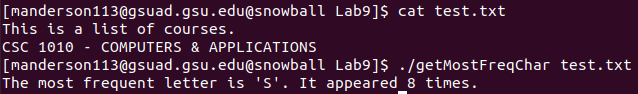 [manderson113@gsuad.gsu.edu@snowball Lab9]$ cat test.txt
This is a list of courses.
CSC 1010 - COMPUTERS & APPLICATIONS
[manderson113@gsuad.gsu.edu@snowball Lab9]$ ./getMostFreqChar test.txt
The most frequent letter is 'S'. It appeared 8 times.